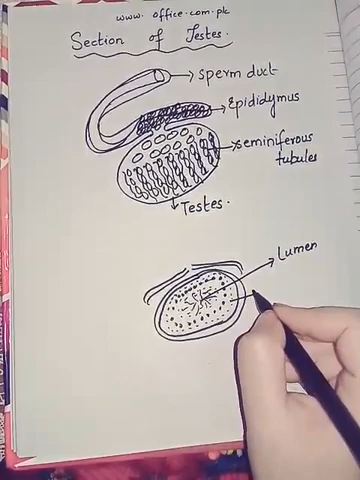 www. office.com.pk
Section of Testes.
Sperm duct
Epididymus
Seminiferous
tubules
Testes.
Lumen